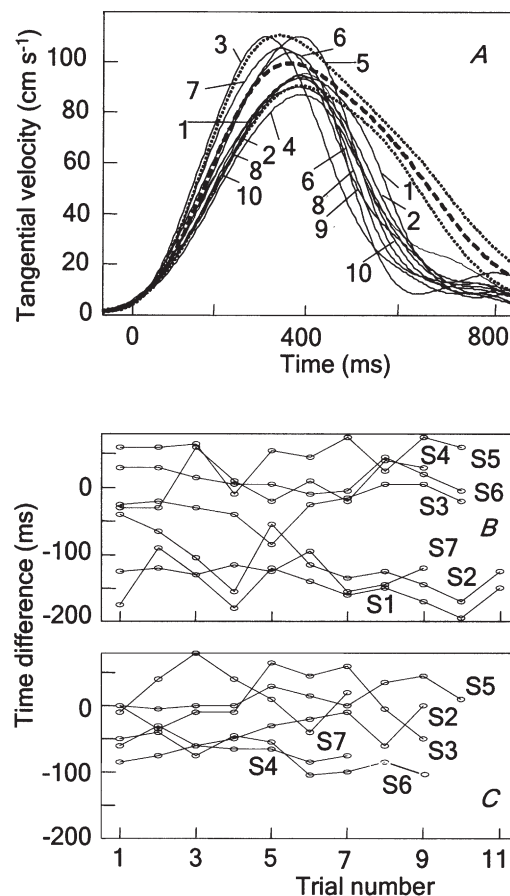 A
Tangential velocity (cm s⁻¹)
100
80
60
40
20
0
3
6
5
7
1
2
4
8
10
6
8
9
1
2
10
0
400
800
Time (ms)
B
Time difference (ms)
0
-100
-200
S4
S5
S6
S3
S7
S2
S1
C
0
-100
-200
S5
S2
S7
S3
S4
S6
1
3
5
7
9
11
Trial number